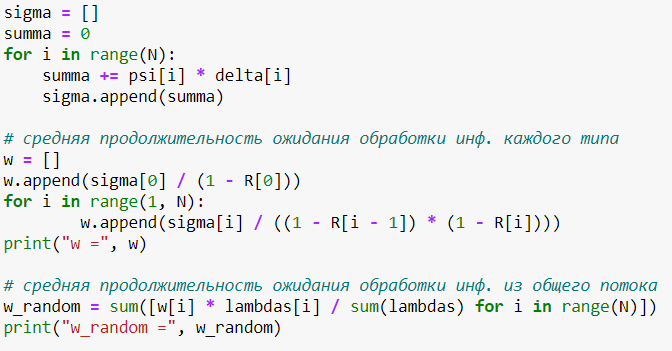 sigma = []
summa = 0
for i in range(N):
    summa += psi[i] * delta[i]
    sigma.append(summa)

# средняя продолжительность ожидания обработки инф. каждого типа
w = []
w.append(sigma[0] / (1 - R[0]))
for i in range(1, N):
        w.append(sigma[i] / ((1 - R[i - 1]) * (1 - R[i])))
print("w =", w)

# средняя продолжительность ожидания обработки инф. из общего потока
w_random = sum([w[i] * lambdas[i] / sum(lambdas) for i in range(N)])
print("w_random =", w_random)